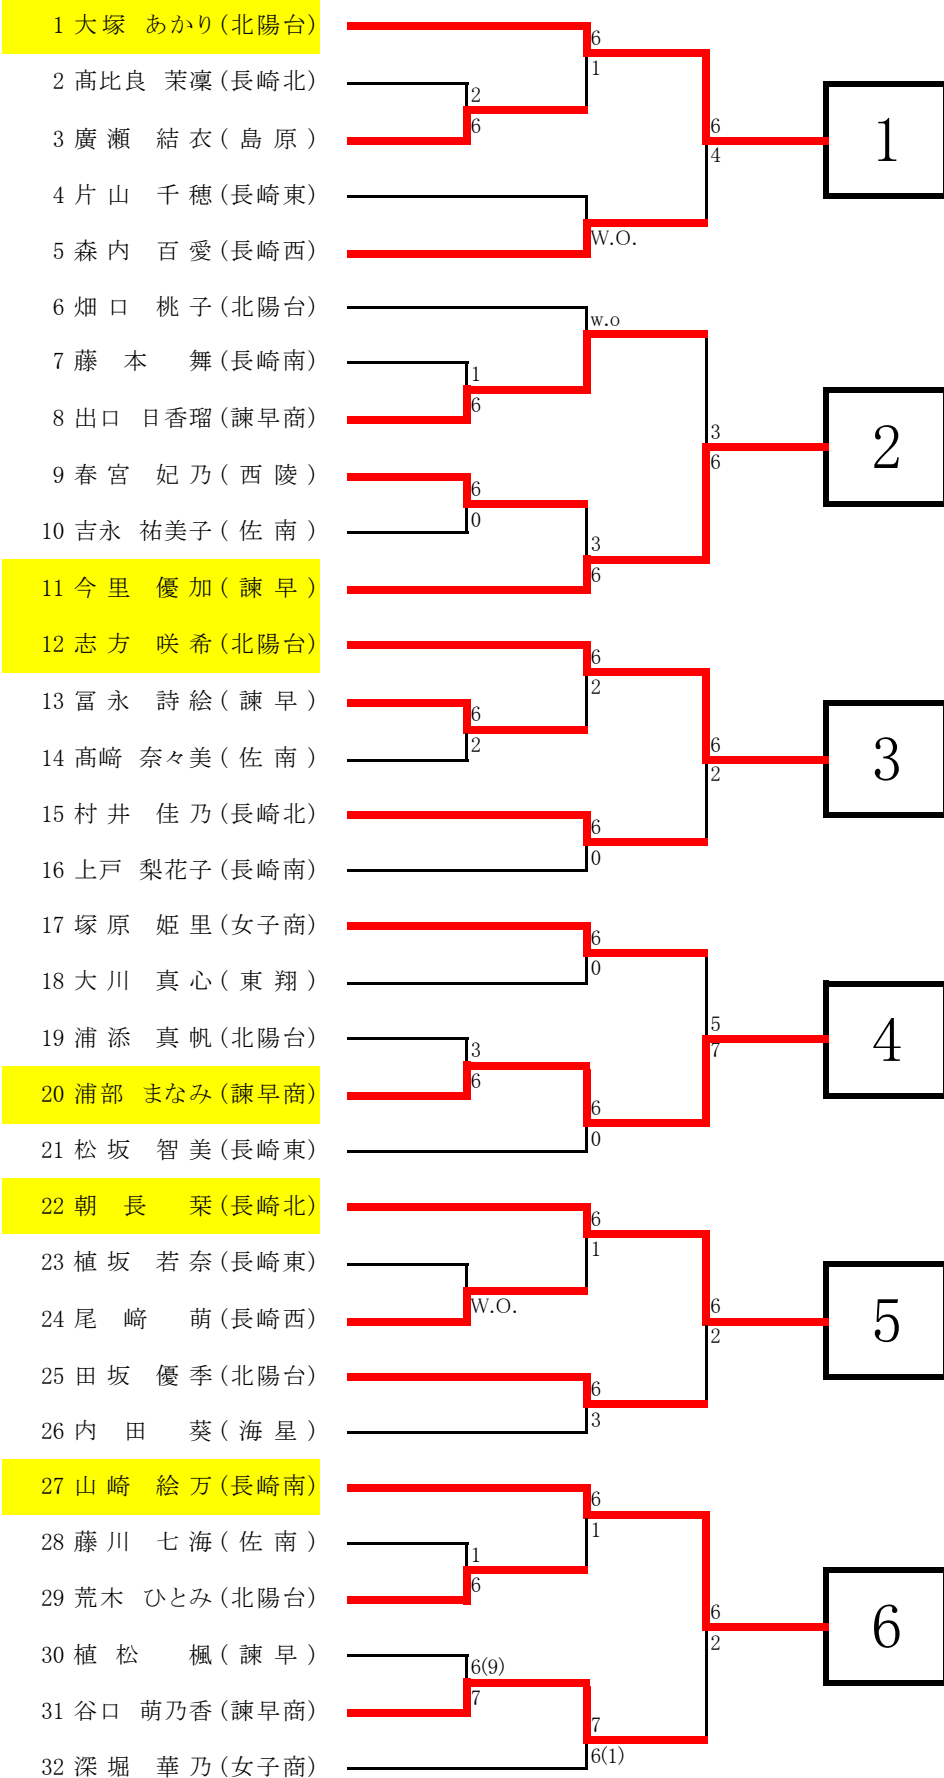 1 大塚 あかり(北陽台)
6
2 髙比良 茉凜(長崎北)
1
2
3 廣瀬 結衣(島原)
6
6
4
1
4 片山 千穂(長崎東)
5 森内 百愛(長崎西)
W.O.
6 畑口 桃子(北陽台)
w.o
7 藤本 舞(長崎南)
1
8 出口 日香瑠(諫早商)
6
3
6
2
9 春宮 妃乃(西陵)
6
10 吉永 祐美子(佐南)
0
3
11 今里 優加(諫早)
6
12 志方 咲希(北陽台)
6
2
13 冨永 詩絵(諫早)
6
14 髙﨑 奈々美(佐南)
2
6
2
3
15 村井 佳乃(長崎北)
6
16 上戸 梨花子(長崎南)
0
17 塚原 姫里(女子商)
6
18 大川 真心(東翔)
0
19 浦添 真帆(北陽台)
3
5
7
4
20 浦部 まなみ(諫早商)
6
6
21 松坂 智美(長崎東)
0
22 朝長 栞(長崎北)
6
23 植坂 若奈(長崎東)
1
24 尾﨑 萌(長崎西)
W.O.
6
2
5
25 田坂 優季(北陽台)
6
26 内田 葵(海星)
3
27 山崎 絵万(長崎南)
6
28 藤川 七海(佐南)
1
1
29 荒木 ひとみ(北陽台)
6
6
2
6
30 植松 楓(諫早)
6(9)
31 谷口 萌乃香(諫早商)
7
7
32 深堀 華乃(女子商)
6(1)